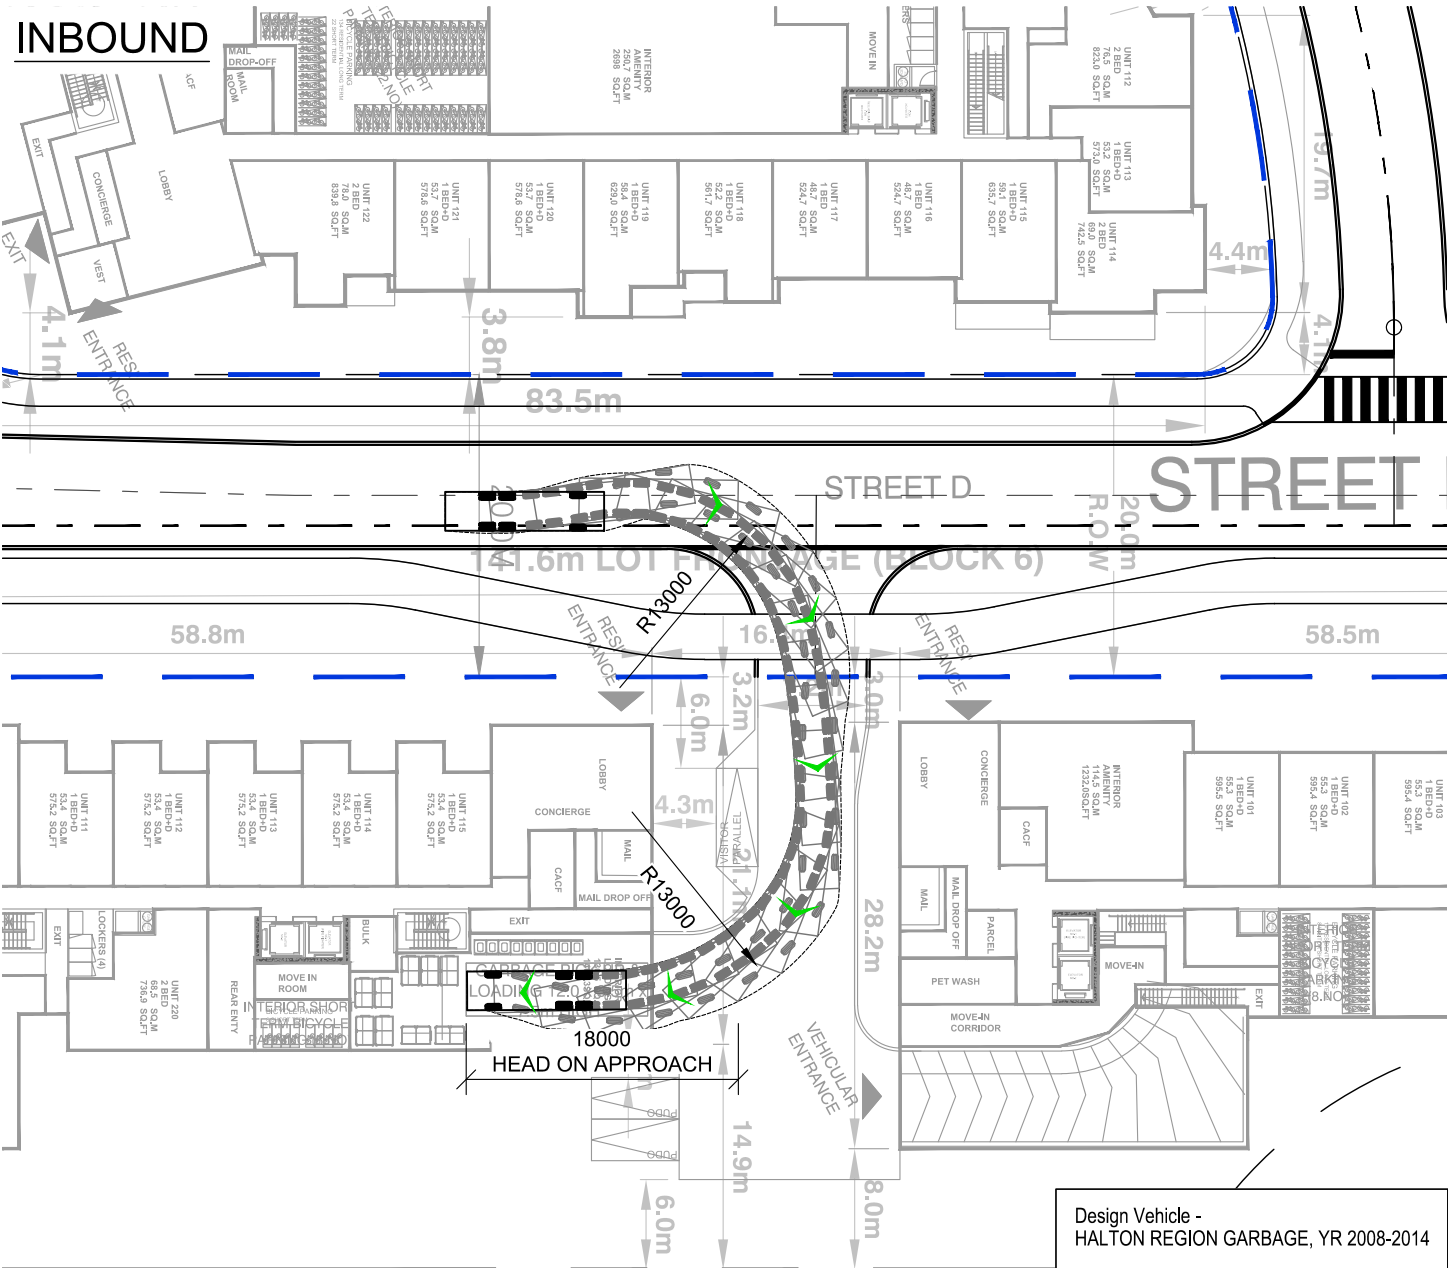 INBOUND
MAIL
DROP-OFF
MAIL
ROOM
CACF
EXIT
CONCIERGE
LOBBY
VEST
EXIT
INTERIOR
AMENITY
250.7 SQ.M
2698 SQ.FT
MOVE IN
UNIT 112
2 BED
76.5 SQ.M
823.0 SQ.FT
UNIT 113
1 BED+D
53.2 SQ.M
573.0 SQ.FT
UNIT 114
2 BED
69.0 SQ.M
742.5 SQ.FT
UNIT 122
2 BED
78.0 SQ.M
839.8 SQ.FT
UNIT 121
1 BED+D
53.7 SQ.M
578.6 SQ.FT
UNIT 120
1 BED+D
53.7 SQ.M
578.6 SQ.FT
UNIT 119
1 BED+D
58.4 SQ.M
629.0 SQ.FT
UNIT 118
1 BED+D
52.2 SQ.M
561.7 SQ.FT
UNIT 117
1 BED
48.7 SQ.M
524.7 SQ.FT
UNIT 116
1 BED
48.7 SQ.M
524.7 SQ.FT
UNIT 115
1 BED+D
59.1 SQ.M
635.7 SQ.FT
19.7m
4.4m
4.1m
RESI'
ENTRANCE
3.8m
83.5m
STREET D
STREET
20.0m
R.O.W
141.6m LOT FRONTAGE (BLOCK 6)
R13000
58.8m
RESI'
ENTRANCE
RESI'
ENTRANCE
58.5m
3.2m
6.0m
3.0m
4.3m
VISITOR
PARALLEL
21.1m
R13000
28.2m
UNIT 111
1 BED+D
53.4 SQ.M
575.2 SQ.FT
UNIT 112
1 BED+D
53.4 SQ.M
575.2 SQ.FT
UNIT 113
1 BED+D
53.4 SQ.M
575.2 SQ.FT
UNIT 114
1 BED+D
53.4 SQ.M
575.2 SQ.FT
UNIT 115
1 BED+D
53.4 SQ.M
575.2 SQ.FT
LOBBY
CONCIERGE
CACF
MAIL
MAIL DROP OFF
EXIT
LOBBY
CONCIERGE
INTERIOR
AMENITY
114.5 SQ.M
1232.0SQ.FT
CACF
UNIT 101
1 BED+D
55.3 SQ.M
595.5 SQ.FT
UNIT 102
1 BED+D
55.3 SQ.M
595.4 SQ.FT
UNIT 103
1 BED+D
55.3 SQ.M
595.4 SQ.FT
MAIL
MAIL DROP OFF
PARCEL
PET WASH
MOVE-IN
MOVE-IN
CORRIDOR
EXIT
EXIT
LOCKERS (4)
UNIT 220
2 BED
68.5 SQ.M
736.9 SQ.FT
REAR ENTY
MOVE IN
ROOM
BULK
INTERIOR SHORT
TERM BICYCLE
18000
HEAD ON APPROACH
PUDO
PUDO
VEHICULAR
ENTRANCE
14.9m
6.0m
8.0m
Design Vehicle -
HALTON REGION GARBAGE, YR 2008-2014